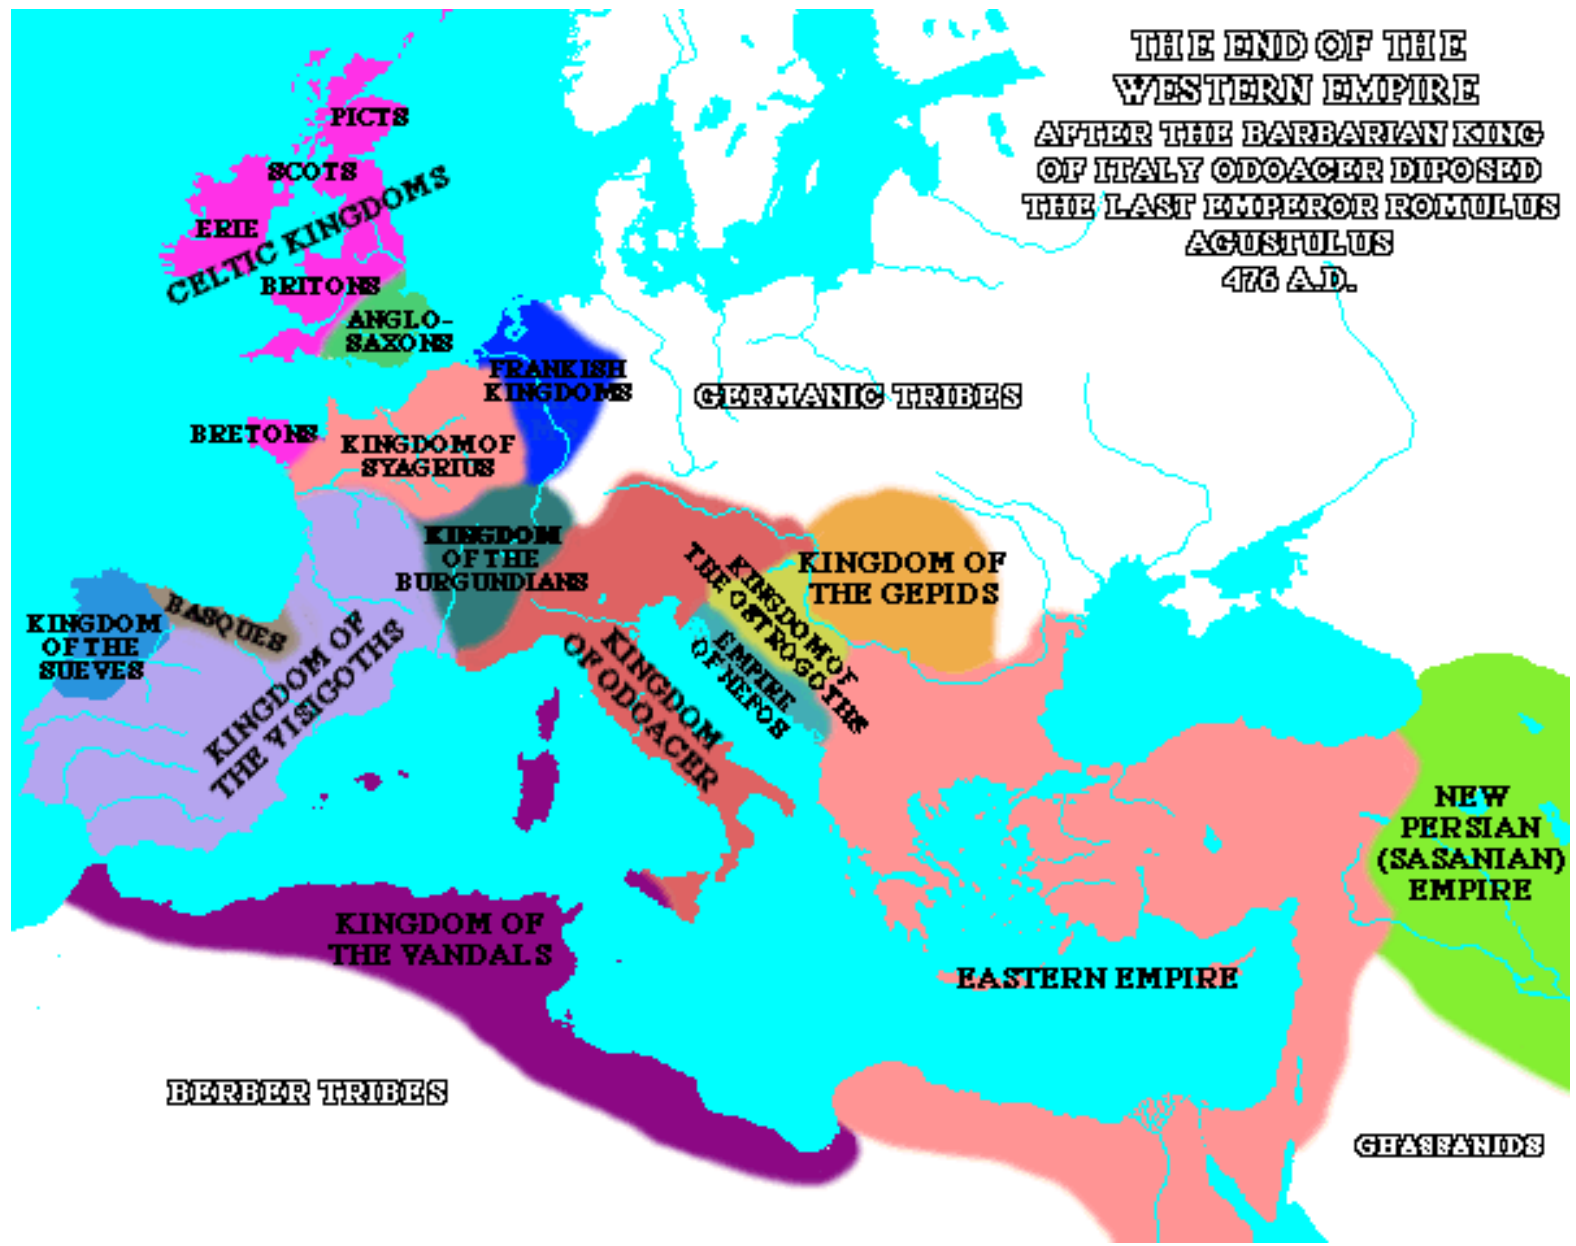 THE END OF THE
WESTERN EMPIRE
AFTER THE BARBARIAN KING
OF ITALY ODOACER DIPOSED
THE LAST EMPEROR ROMULUS
AGUSTULUS
476 A.D.
PICTS
SCOTS
ERIE
CELTIC KINGDOMS
BRITONS
ANGLO-
SAXONS
FRANKISH
KINGDOMS
MS
GERMANIC TRIBES
BRETONS
KINGDOM OF
SYAGRIUS
KINGDOM
OF THE
BURGUNDIANS
KINGDOM OF
THE OSTROGOTHS
KINGDOM OF
THE GEPIDS
BASQUES
KINGDOM
OF THE
SUEVES
KINGDOM OF
THE VISIGOTHS
KINGDOM
OF ODOACER
EMPIRE
OF NEPOS
NEW
PERSIAN
(SASANIAN)
EMPIRE
KINGDOM OF
THE VANDALS
EASTERN EMPIRE
BERBER TRIBES
GHASSANIDS